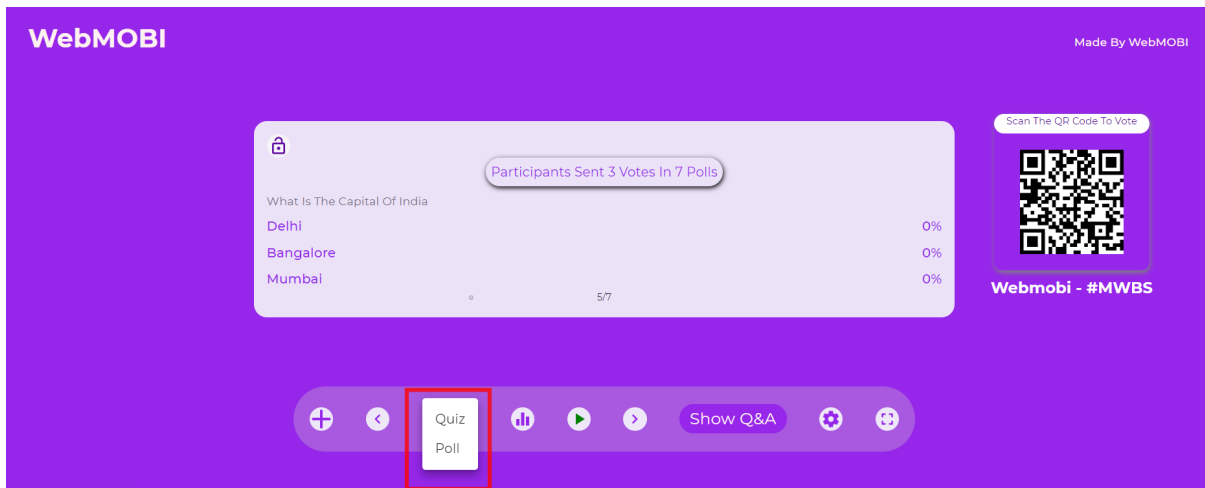 WebMOBI
Made By WebMOBI
Scan The QR Code To Vote
Participants Sent 3 Votes In 7 Polls
What Is The Capital Of India
Delhi 0%
Bangalore 0%
Mumbai 0%
5/7
Webmobi - #MWBS
Quiz
Poll
Show Q&A